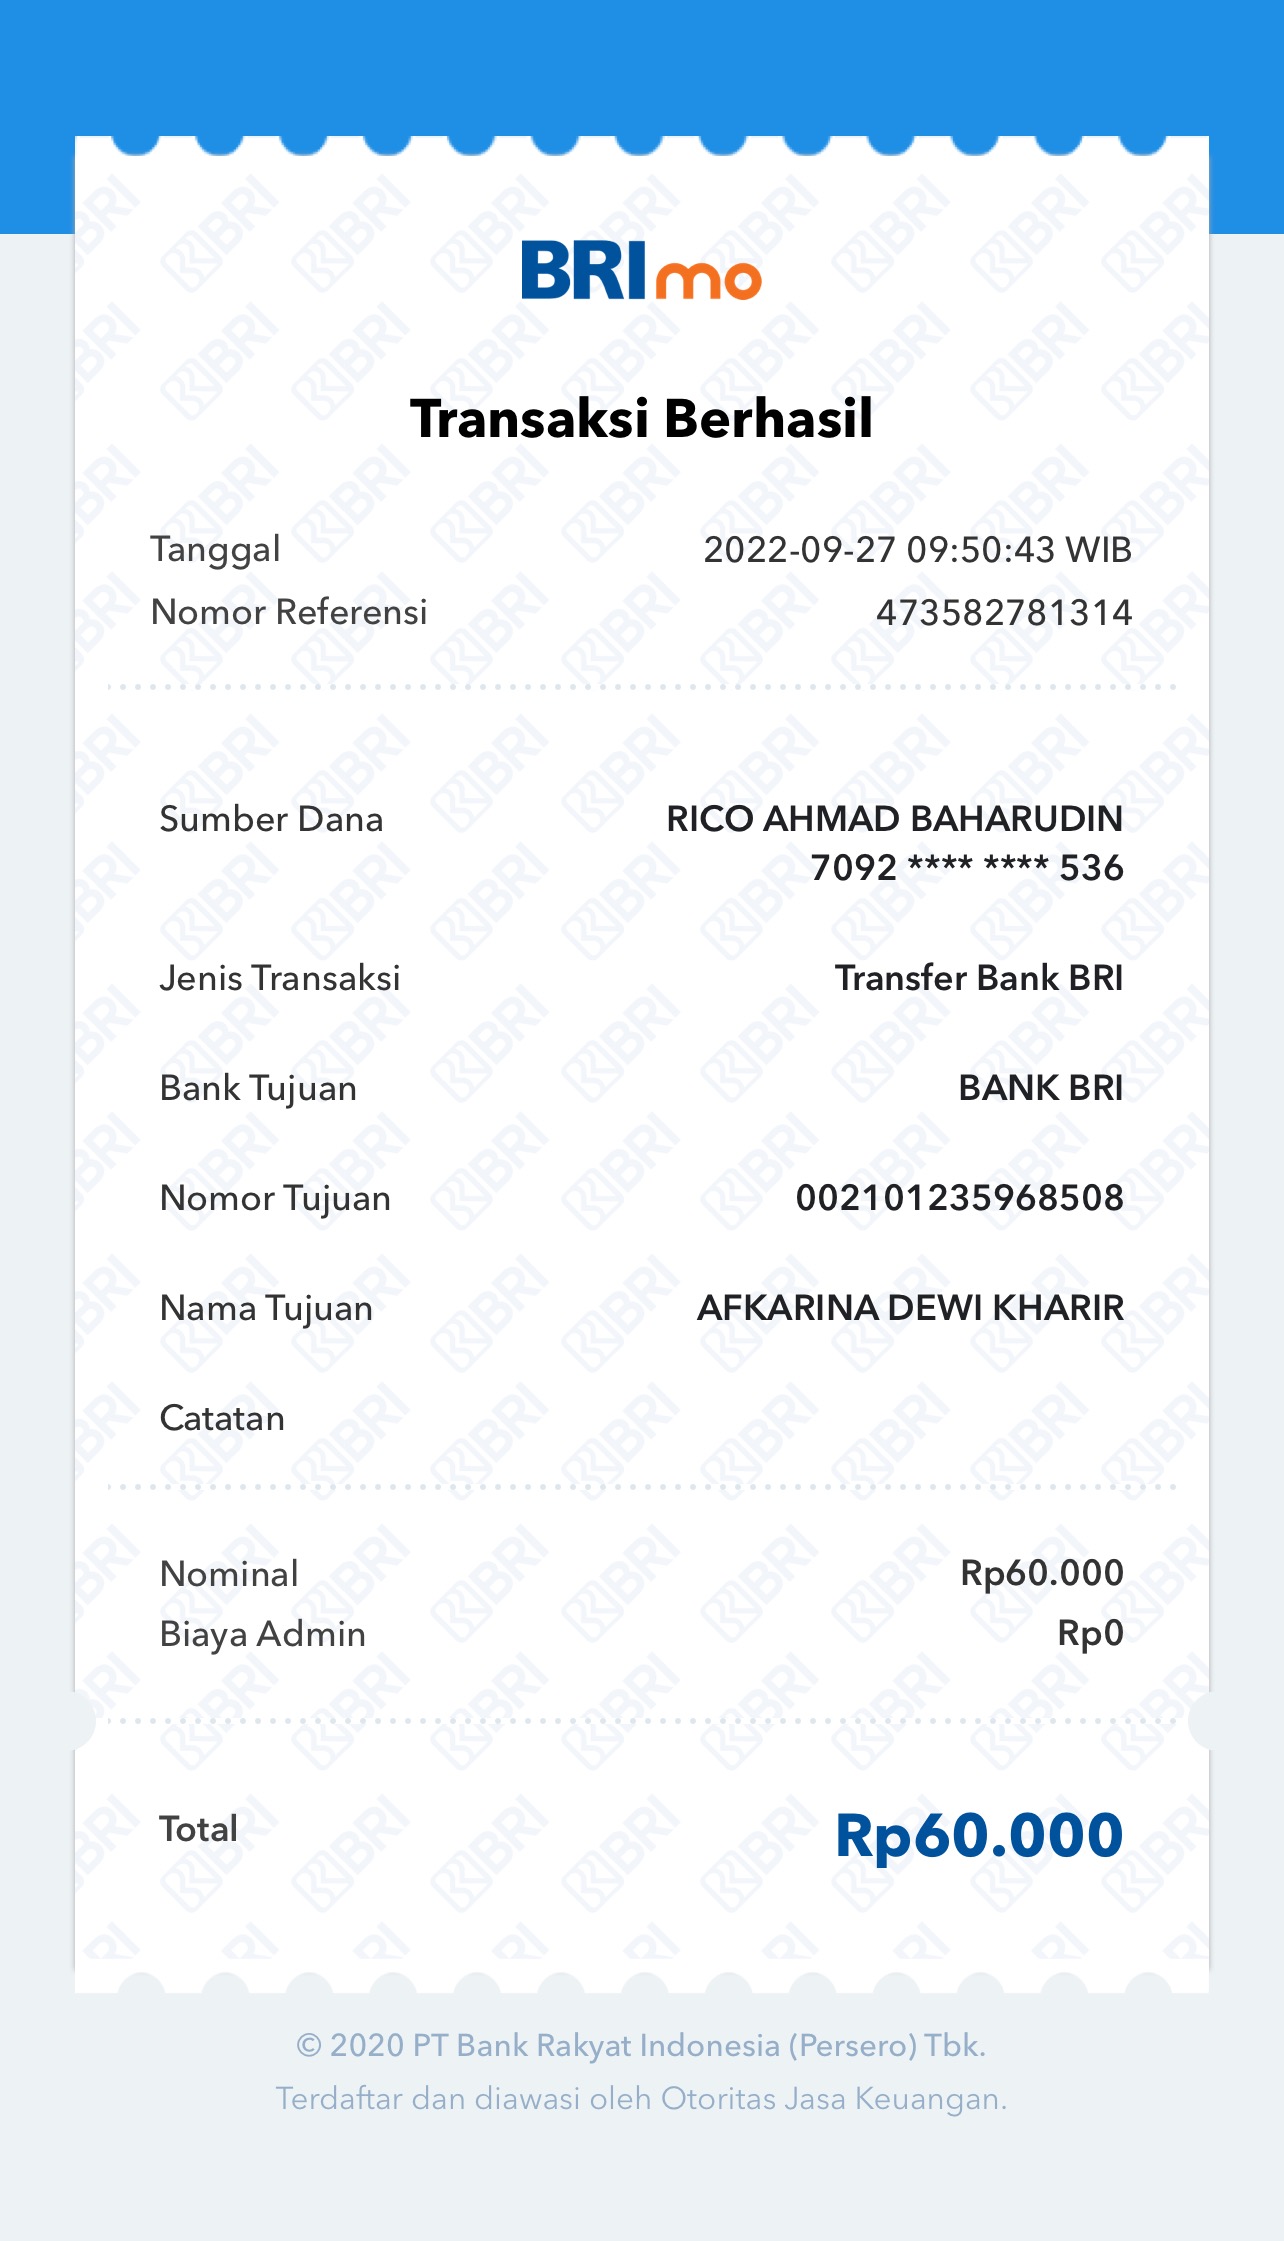 BRImo
Transaksi Berhasil
Tanggal 2022-09-27 09:50:43 WIB
Nomor Referensi 473582781314
Sumber Dana RICO AHMAD BAHARUDIN
7092 **** **** 536
Jenis Transaksi Transfer Bank BRI
Bank Tujuan BANK BRI
Nomor Tujuan 002101235968508
Nama Tujuan AFKARINA DEWI KHARIR
Catatan
Nominal Rp60.000
Biaya Admin Rp0
Total Rp60.000
© 2020 PT Bank Rakyat Indonesia (Persero) Tbk.
Terdaftar dan diawasi oleh Otoritas Jasa Keuangan.